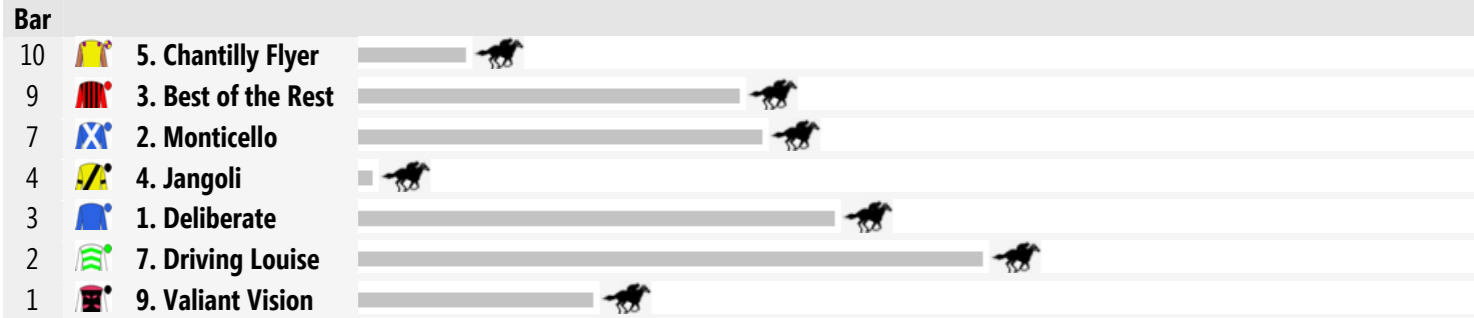 Bar
10 5. Chantilly Flyer
9 3. Best of the Rest
7 2. Monticello
4 4. Jangoli
3 1. Deliberate
2 7. Driving Louise
1 9. Valiant Vision